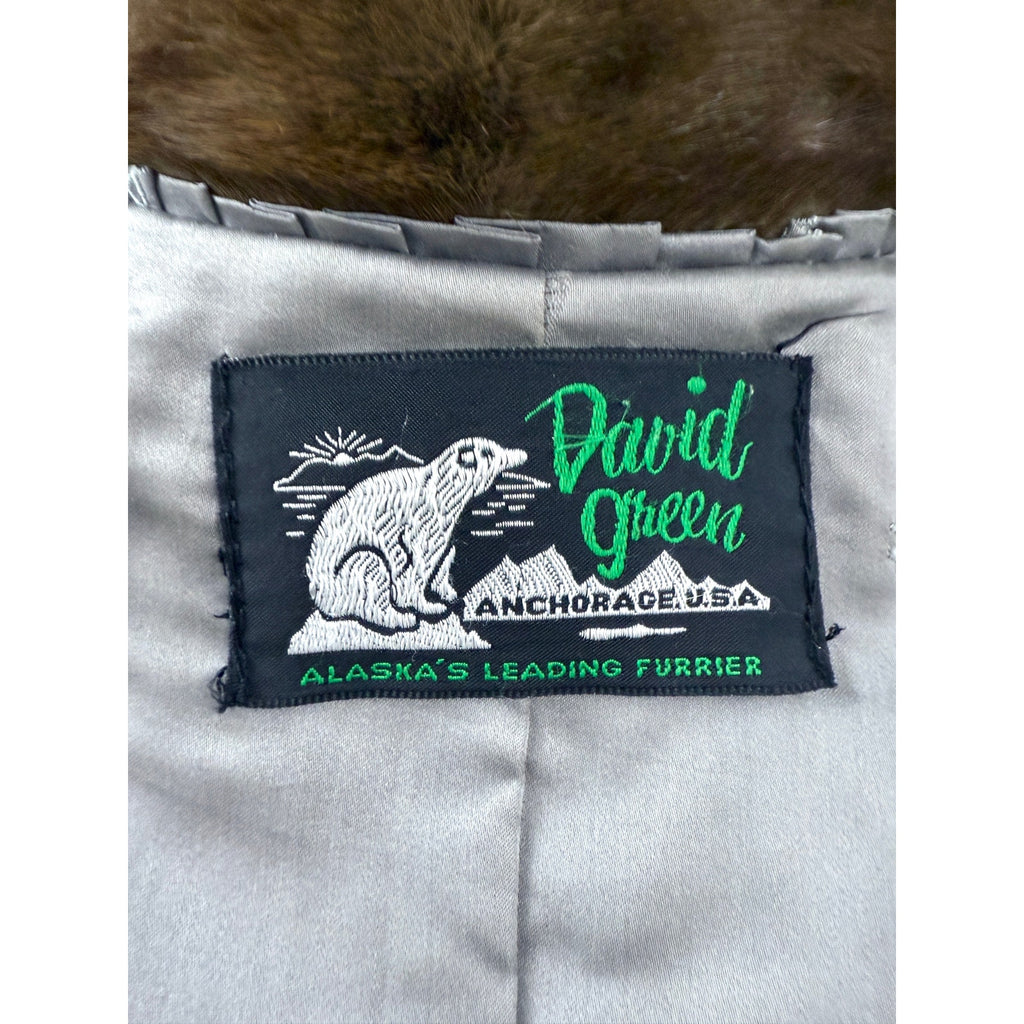 David
green
ANCHORAGE, U.S.A
ALASKA'S LEADING FURRIER